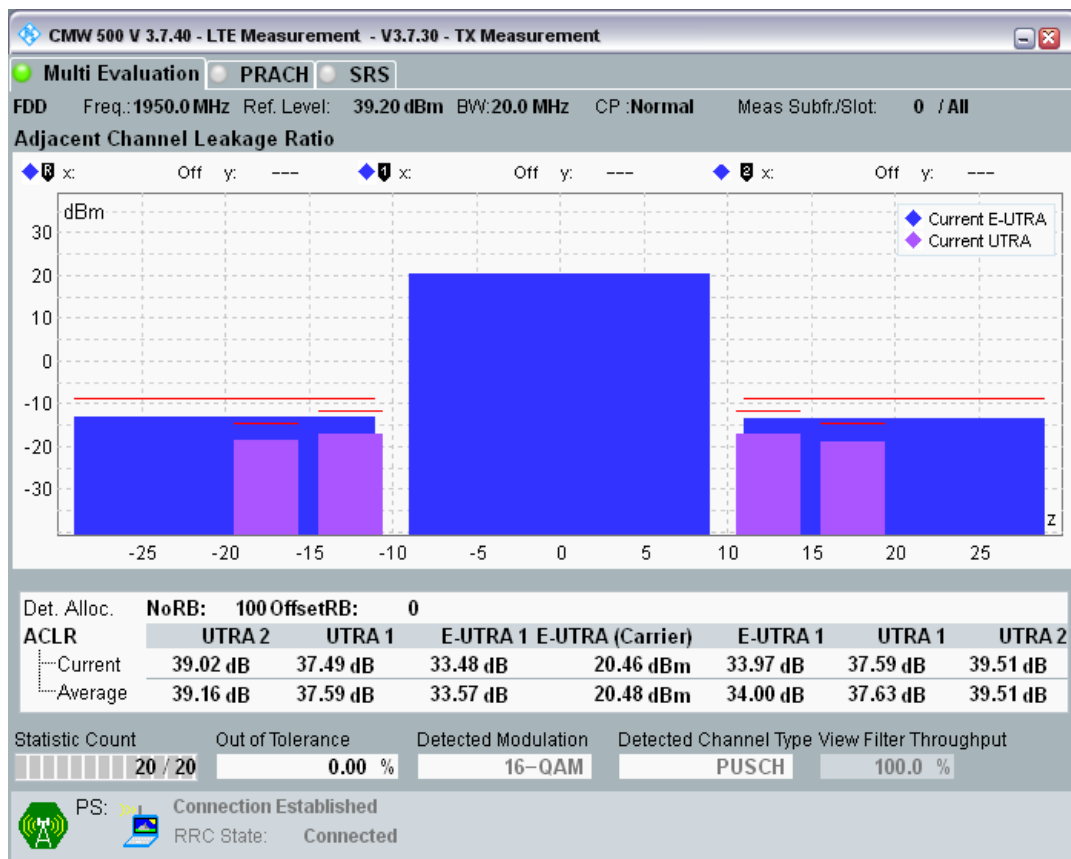 CMW 500 V 3.7.40 - LTE Measurement - V3.7.30 - TX Measurement
Multi Evaluation PRACH SRS
FDD Freq.:1950.0 MHz Ref. Level: 39.20 dBm BW:20.0 MHz CP :Normal Meas Subfr./Slot: 0 / All
Adjacent Channel Leakage Ratio
R x: Off y: --- 1 x: Off y: --- 2 x: Off y: ---
dBm
Current E-UTRA
Current UTRA
30
20
10
0
-10
-20
-30
z
-25 -20 -15 -10 -5 0 5 10 15 20 25
Det. Alloc. NoRB: 100 OffsetRB: 0
ACLR UTRA 2 UTRA 1 E-UTRA 1 E-UTRA (Carrier) E-UTRA 1 UTRA 1 UTRA 2
Current 39.02 dB 37.49 dB 33.48 dB 20.46 dBm 33.97 dB 37.59 dB 39.51 dB
Average 39.16 dB 37.59 dB 33.57 dB 20.48 dBm 34.00 dB 37.63 dB 39.51 dB
Statistic Count Out of Tolerance Detected Modulation Detected Channel Type View Filter Throughput
20 / 20 0.00 % 16-QAM PUSCH 100.0 %
PS: Connection Established
RRC State: Connected